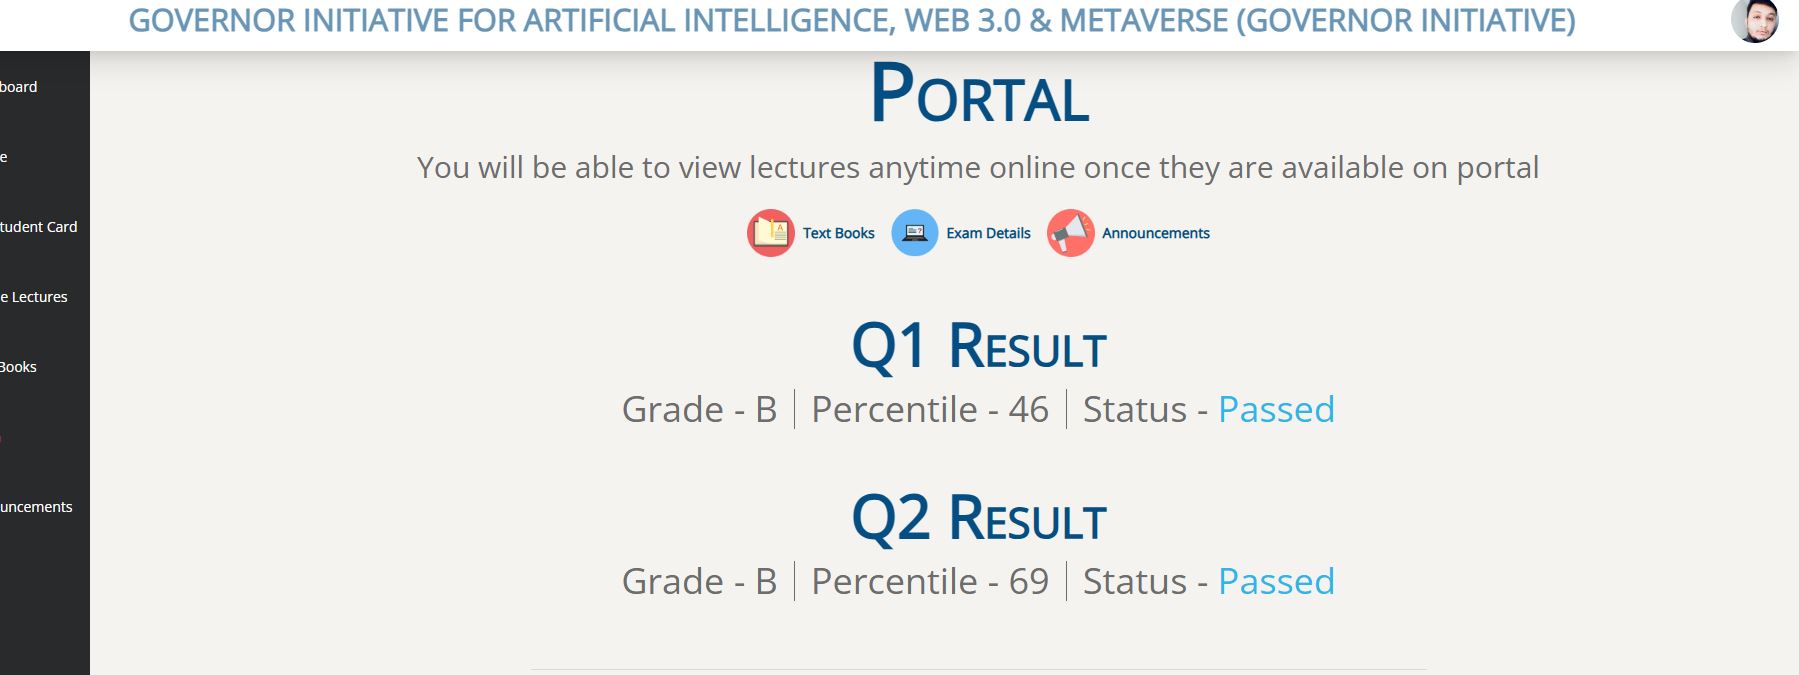 GOVERNOR INITIATIVE FOR ARTIFICIAL INTELLIGENCE, WEB 3.0 & METAVERSE (GOVERNOR INITIATIVE)
board
e
tudent Card
e Lectures
Books
uncements
PORTAL
You will be able to view lectures anytime online once they are available on portal
Text Books
Exam Details
Announcements
Q1 RESULT
Grade - B | Percentile - 46 | Status - Passed
Q2 RESULT
Grade - B | Percentile - 69 | Status - Passed